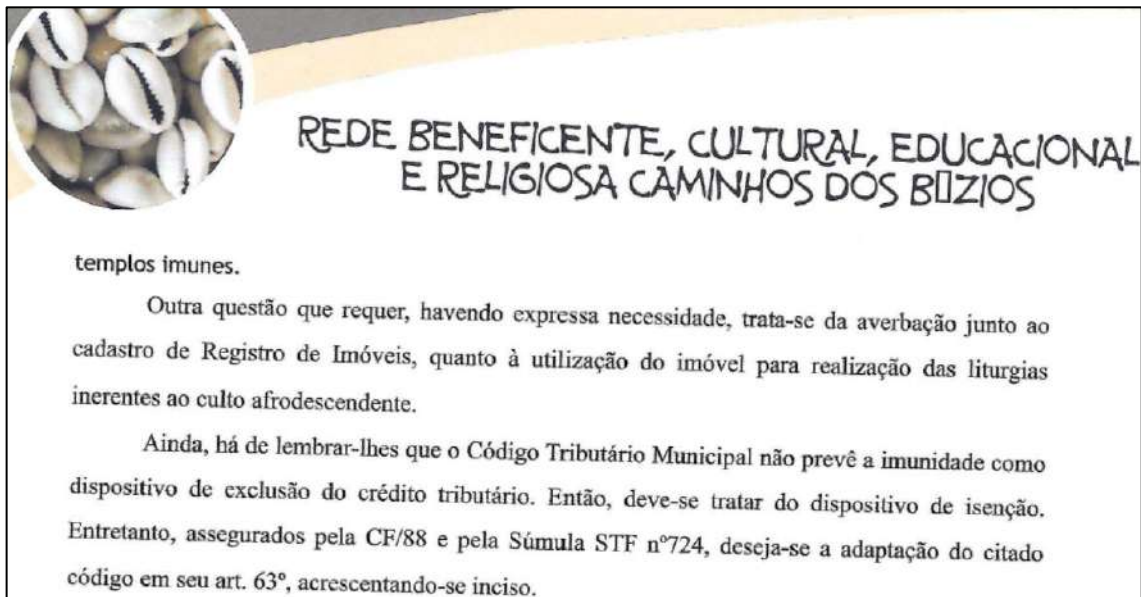 REDE BENEFICENTE, CULTURAL, EDUCACIONAL
E RELIGIOSA CAMINHOS DOS B▯ZIOS
templos imunes.
Outra questão que requer, havendo expressa necessidade, trata-se da averbação junto ao
cadastro de Registro de Imóveis, quanto à utilização do imóvel para realização das liturgias
inerentes ao culto afrodescendente.
Ainda, há de lembrar-lhes que o Código Tributário Municipal não prevê a imunidade como
dispositivo de exclusão do crédito tributário. Então, deve-se tratar do dispositivo de isenção.
Entretanto, assegurados pela CF/88 e pela Súmula STF nº724, deseja-se a adaptação do citado
código em seu art. 63º, acrescentando-se inciso.